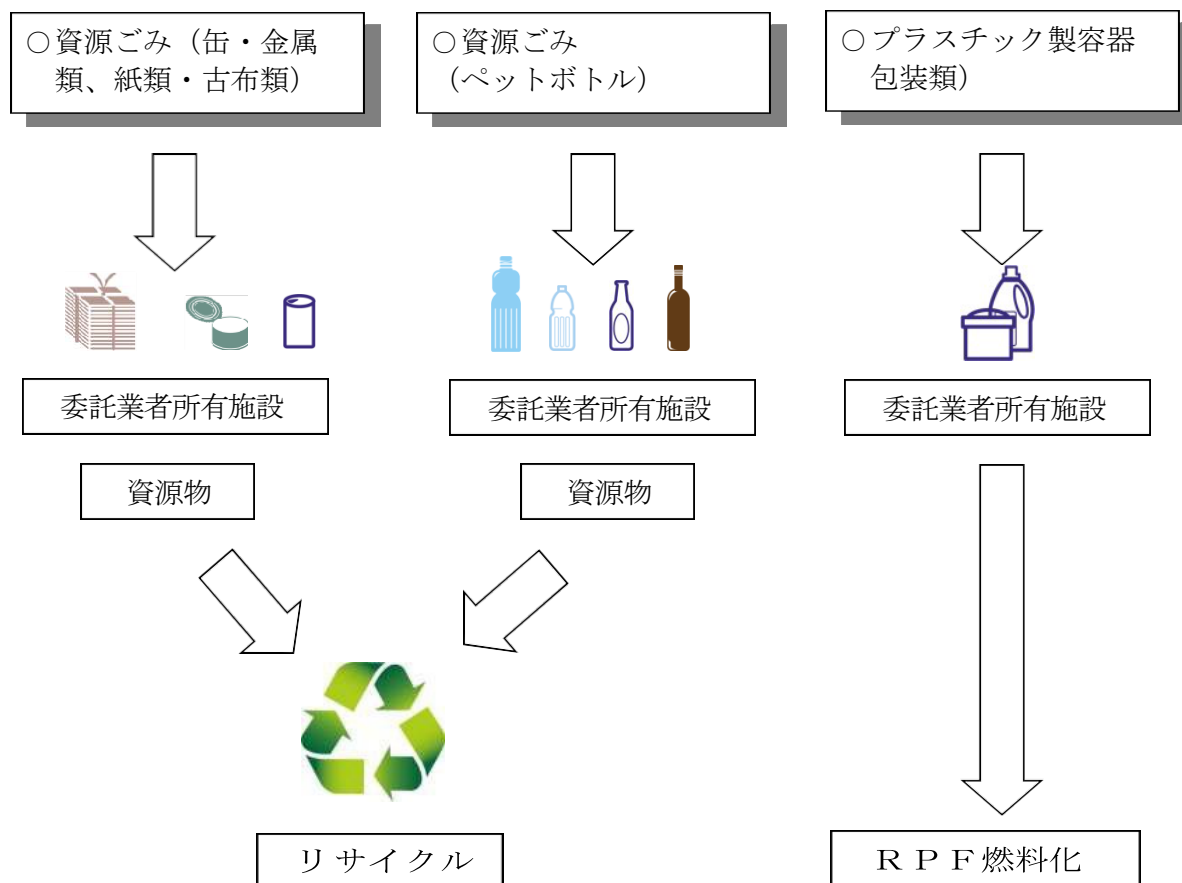 ○資源ごみ（缶・金属
類、紙類・古布類）
○資源ごみ
（ペットボトル）
○プラスチック製容器
包装類）
委託業者所有施設
委託業者所有施設
委託業者所有施設
資源物
資源物
リサイクル
ＲＰＦ燃料化